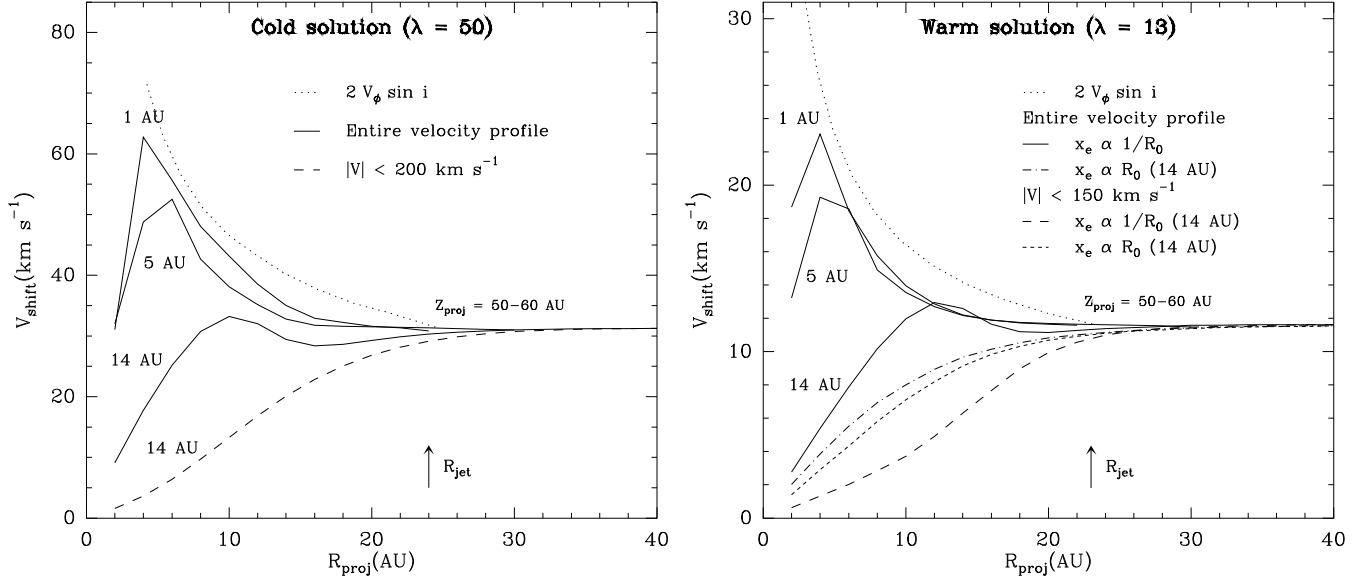 Cold solution (λ = 50)
80
60
40
20
0
V_shift(km s⁻¹)
2 V_ϕ sin i
Entire velocity profile
|V| < 200 km s⁻¹
1 AU
5 AU
14 AU
14 AU
Z_proj = 50−60 AU
R_jet
0 10 20 30 40
R_proj(AU)
Warm solution (λ = 13)
30
20
10
0
V_shift(km s⁻¹)
2 V_ϕ sin i
Entire velocity profile
x_e α 1/R_0
x_e α R_0 (14 AU)
|V| < 150 km s⁻¹
x_e α 1/R_0 (14 AU)
x_e α R_0 (14 AU)
1 AU
5 AU
14 AU
Z_proj = 50−60 AU
R_jet
0 10 20 30 40
R_proj(AU)